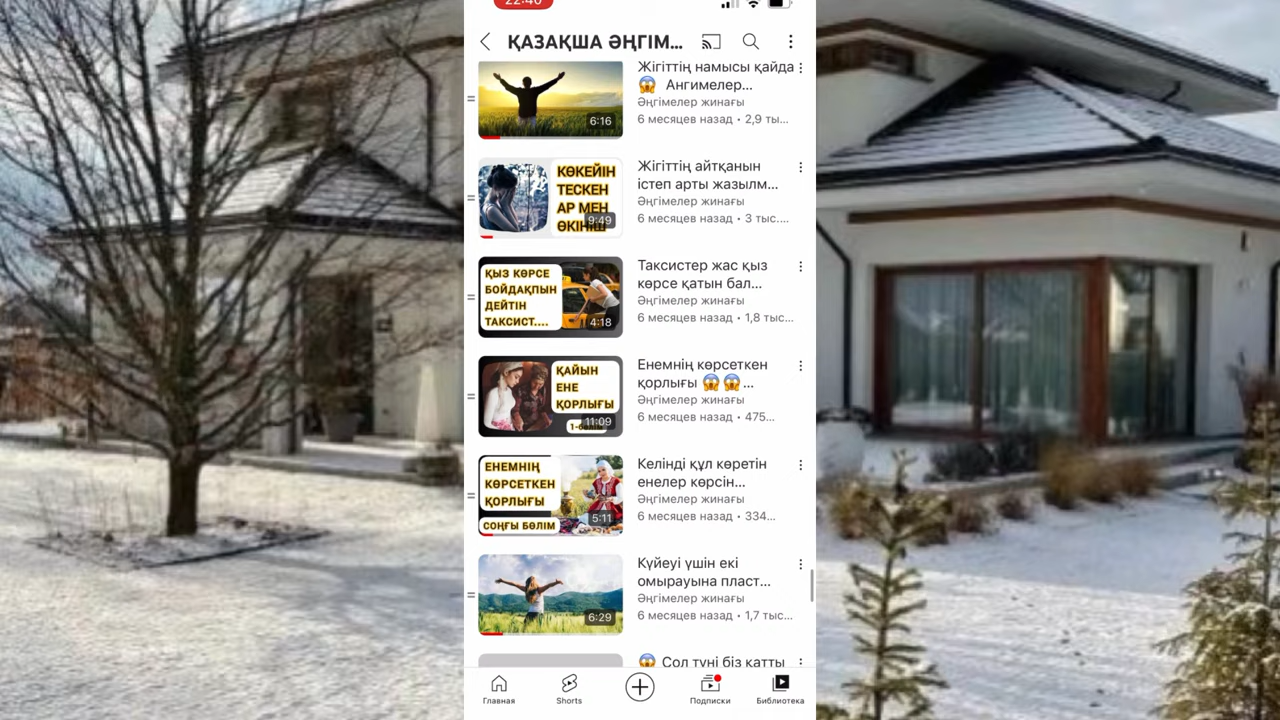 22:40
ҚАЗАҚША ӘҢГІМ...
Жігіттің намысы қайда
😱 Ангимелер...
Әңгімелер жинағы
6 месяцев назад • 2,9 ты...
6:16
КӨКЕЙІН
ТЕСКЕН
АР МЕН
ӨКІНІШ
9:49
Жігіттің айтқанын
істеп арты жазылм...
Әңгімелер жинағы
6 месяцев назад • 3 тыс....
ҚЫЗ КӨРСЕ
БОЙДАҚПЫН
ДЕЙТІН
ТАКСИСТ....
4:18
Таксистер жас қыз
көрсе қатын бал...
Әңгімелер жинағы
6 месяцев назад • 1,8 тыс...
ҚАЙЫН
ЕНЕ
ҚОРЛЫҒЫ
11:09
Енемнің көрсеткен
қорлығы 😱 😱 ...
Әңгімелер жинағы
6 месяцев назад • 475...
ЕНЕМНІҢ
КӨРСЕТКЕН
ҚОРЛЫҒЫ
СОҢҒЫ БӨЛІМ
5:11
Келінді құл көретін
енелер көрсін...
Әңгімелер жинағы
6 месяцев назад • 334...
6:29
Күйеуі үшін екі
омырауына пласт...
Әңгімелер жинағы
6 месяцев назад • 1,7 тыс...
😱 Сол түні біз қатты
Главная
Shorts
Подписки
Библиотека